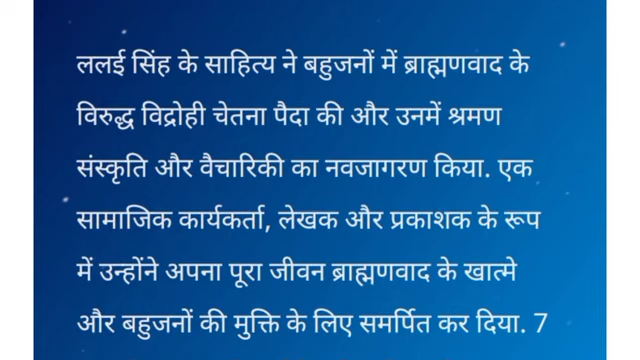 ललई सिंह के साहित्य ने बहुजनों में ब्राह्मणवाद के
विरुद्ध विद्रोही चेतना पैदा की और उनमें श्रमण
संस्कृति और वैचारिकी का नवजागरण किया. एक
सामाजिक कार्यकर्ता, लेखक और प्रकाशक के रूप
में उन्होंने अपना पूरा जीवन ब्राह्मणवाद के खात्मे
और बहुजनों की मुक्ति के लिए समर्पित कर दिया. 7